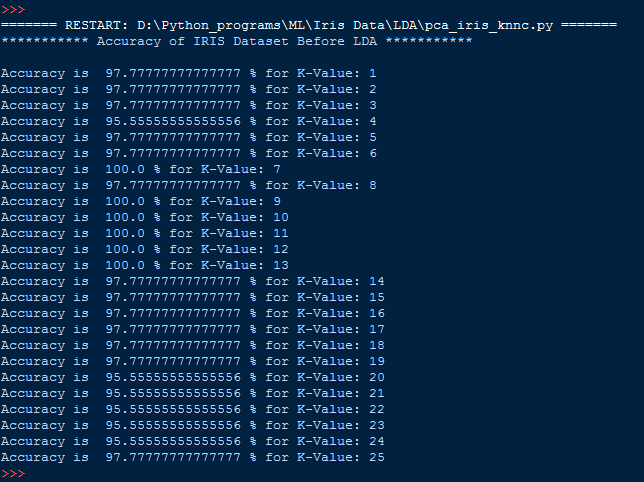 >>>
======= RESTART: D:\Python_programs\ML\Iris Data\LDA\pca_iris_knnc.py =======
*********** Accuracy of IRIS Dataset Before LDA ***********
Accuracy is  97.77777777777777 % for K-Value: 1
Accuracy is  97.77777777777777 % for K-Value: 2
Accuracy is  97.77777777777777 % for K-Value: 3
Accuracy is  95.55555555555556 % for K-Value: 4
Accuracy is  97.77777777777777 % for K-Value: 5
Accuracy is  97.77777777777777 % for K-Value: 6
Accuracy is  100.0 % for K-Value: 7
Accuracy is  97.77777777777777 % for K-Value: 8
Accuracy is  100.0 % for K-Value: 9
Accuracy is  100.0 % for K-Value: 10
Accuracy is  100.0 % for K-Value: 11
Accuracy is  100.0 % for K-Value: 12
Accuracy is  100.0 % for K-Value: 13
Accuracy is  97.77777777777777 % for K-Value: 14
Accuracy is  97.77777777777777 % for K-Value: 15
Accuracy is  97.77777777777777 % for K-Value: 16
Accuracy is  97.77777777777777 % for K-Value: 17
Accuracy is  97.77777777777777 % for K-Value: 18
Accuracy is  97.77777777777777 % for K-Value: 19
Accuracy is  95.55555555555556 % for K-Value: 20
Accuracy is  95.55555555555556 % for K-Value: 21
Accuracy is  95.55555555555556 % for K-Value: 22
Accuracy is  95.55555555555556 % for K-Value: 23
Accuracy is  95.55555555555556 % for K-Value: 24
Accuracy is  97.77777777777777 % for K-Value: 25
>>>